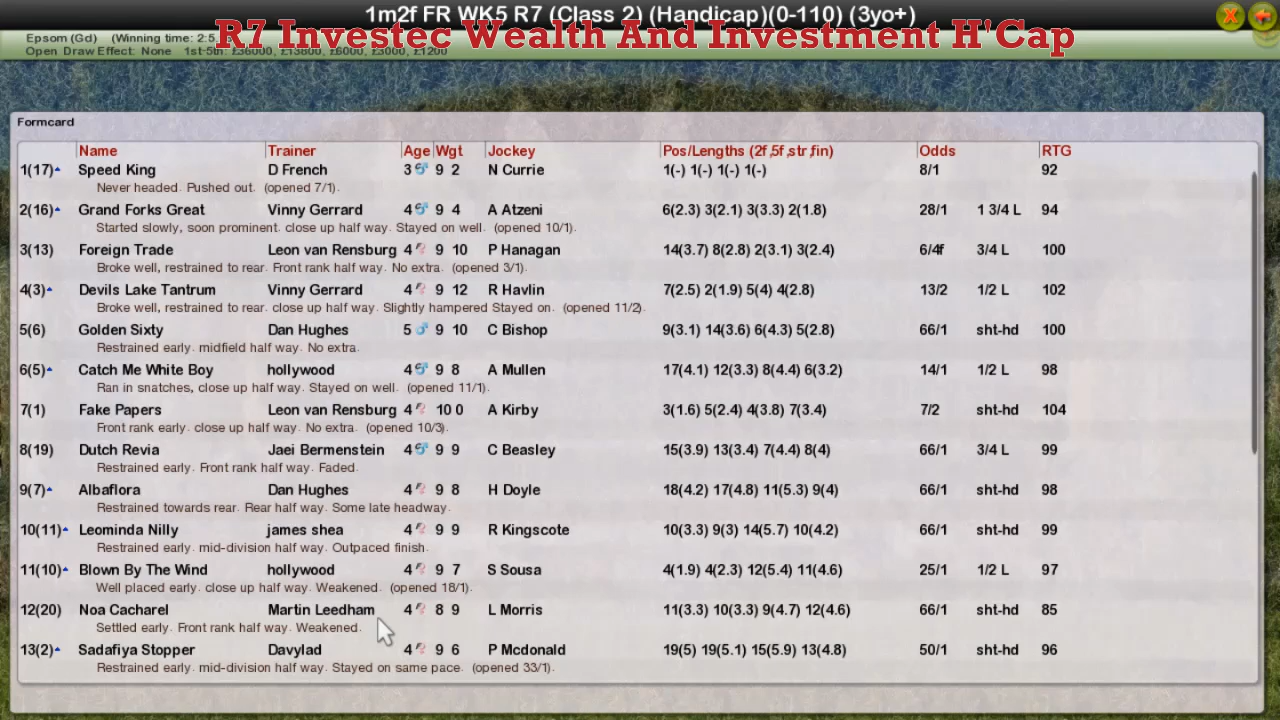 1m2f FR WK5 R7 (Class 2) (Handicap)(0-110) (3yo+)
R7 Investec Wealth And Investment H'Cap
Epsom (Gd) (Winning time: 2:5.
Open Draw Effect: None 1st-5th: £36000, £13800, £6000, £3000, £1200
Formcard
Name Trainer Age Wgt Jockey Pos/Lengths (2f,5f,str,fin) Odds RTG
1(17) Speed King D French 3 9 2 N Currie 1(-) 1(-) 1(-) 1(-) 8/1 92
Never headed. Pushed out. (opened 7/1).
2(16) Grand Forks Great Vinny Gerrard 4 9 4 A Atzeni 6(2.3) 3(2.1) 3(3.3) 2(1.8) 28/1 1 3/4 L 94
Started slowly, soon prominent. close up half way. Stayed on well. (opened 10/1).
3(13) Foreign Trade Leon van Rensburg 4 9 10 P Hanagan 14(3.7) 8(2.8) 2(3.1) 3(2.4) 6/4f 3/4 L 100
Broke well, restrained to rear. Front rank half way. No extra. (opened 3/1).
4(3) Devils Lake Tantrum Vinny Gerrard 4 9 12 R Havlin 7(2.5) 2(1.9) 5(4) 4(2.8) 13/2 1/2 L 102
Broke well, restrained to rear. close up half way. Slightly hampered Stayed on. (opened 11/2).
5(6) Golden Sixty Dan Hughes 5 9 10 C Bishop 9(3.1) 14(3.6) 6(4.3) 5(2.8) 66/1 sht-hd 100
Restrained early. midfield half way. No extra.
6(5) Catch Me White Boy hollywood 4 9 8 A Mullen 17(4.1) 12(3.3) 8(4.4) 6(3.2) 14/1 1/2 L 98
Ran in snatches, close up half way. Stayed on well. (opened 11/1).
7(1) Fake Papers Leon van Rensburg 4 10 0 A Kirby 3(1.6) 5(2.4) 4(3.8) 7(3.4) 7/2 sht-hd 104
Front rank early. close up half way. No extra. (opened 10/3).
8(19) Dutch Revia Jaei Bermenstein 4 9 9 C Beasley 15(3.9) 13(3.4) 7(4.4) 8(4) 66/1 3/4 L 99
Restrained early. Front rank half way. Faded.
9(7) Albaflora Dan Hughes 4 9 8 H Doyle 18(4.2) 17(4.8) 11(5.3) 9(4) 66/1 sht-hd 98
Restrained towards rear. Rear half way. Some late headway.
10(11) Leominda Nilly james shea 4 9 9 R Kingscote 10(3.3) 9(3) 14(5.7) 10(4.2) 66/1 sht-hd 99
Restrained early. mid-division half way. Outpaced finish.
11(10) Blown By The Wind hollywood 4 9 7 S Sousa 4(1.9) 4(2.3) 12(5.4) 11(4.6) 25/1 1/2 L 97
Well placed early. close up half way. Weakened. (opened 18/1).
12(20) Noa Cacharel Martin Leedham 4 8 9 L Morris 11(3.3) 10(3.3) 9(4.7) 12(4.6) 66/1 sht-hd 85
Settled early. Front rank half way. Weakened.
13(2) Sadafiya Stopper Davylad 4 9 6 P Mcdonald 19(5) 19(5.1) 15(5.9) 13(4.8) 50/1 sht-hd 96
Restrained early. mid-division half way. Stayed on same pace. (opened 33/1).